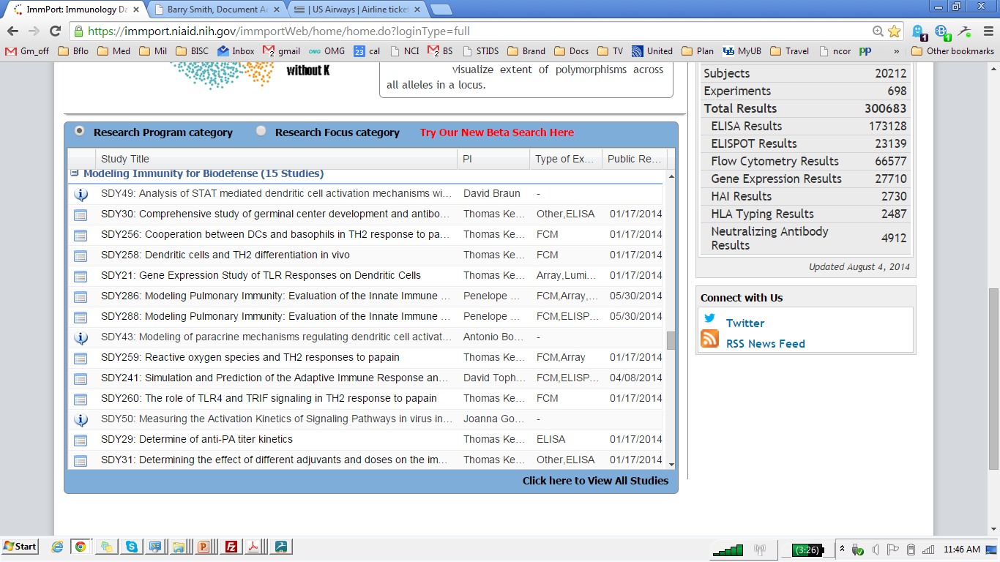 ImmPort: Immunology Da
Barry Smith, Document Ac
| US Airways | Airline ticket
https://immport.niaid.nih.gov/immportWeb/home/home.do?loginType=full
1
1
Gm_off Bflo Med Mil BISC Inbox gmail OMG cal NCI BS STIDS Brand Docs TV United Plan MyUB Travel ncor » Other bookmarks
without K
visualize extent of polymorphisms across
all alleles in a locus.
Research Program category Research Focus category Try Our New Beta Search Here
Study Title PI Type of Ex... Public Re...
Modeling Immunity for Biodefense (15 Studies)
SDY49: Analysis of STAT mediated dendritic cell activation mechanisms wi... David Braun -
SDY30: Comprehensive study of germinal center development and antibo... Thomas Ke... Other,ELISA 01/17/2014
SDY256: Cooperation between DCs and basophils in TH2 response to pa... Thomas Ke... FCM 01/17/2014
SDY258: Dendritic cells and TH2 differentiation in vivo Thomas Ke... FCM 01/17/2014
SDY21: Gene Expression Study of TLR Responses on Dendritic Cells Thomas Ke... Array,Lumi... 01/17/2014
SDY286: Modeling Pulmonary Immunity: Evaluation of the Innate Immune ... Penelope ... FCM,Array,... 05/30/2014
SDY288: Modeling Pulmonary Immunity: Evaluation of the Innate Immune ... Penelope ... FCM,ELISP... 05/30/2014
SDY43: Modeling of paracrine mechanisms regulating dendritic cell activat... Antonio Bo... -
SDY259: Reactive oxygen species and TH2 responses to papain Thomas Ke... FCM,Array 01/17/2014
SDY241: Simulation and Prediction of the Adaptive Immune Response an... David Toph... FCM,ELISP... 04/08/2014
SDY260: The role of TLR4 and TRIF signaling in TH2 response to papain Thomas Ke... FCM 01/17/2014
SDY50: Measuring the Activation Kinetics of Signaling Pathways in virus in... Joanna Go... -
SDY29: Determine of anti-PA titer kinetics Thomas Ke... ELISA 01/17/2014
SDY31: Determining the effect of different adjuvants and doses on the im... Thomas Ke... Other,ELISA 01/17/2014
Click here to View All Studies
Subjects 20212
Experiments 698
Total Results 300683
ELISA Results 173128
ELISPOT Results 23139
Flow Cytometry Results 66577
Gene Expression Results 27710
HAI Results 2730
HLA Typing Results 2487
Neutralizing Antibody
Results 4912
Updated August 4, 2014
Connect with Us
Twitter
RSS News Feed
Start (3:26) 11:46 AM